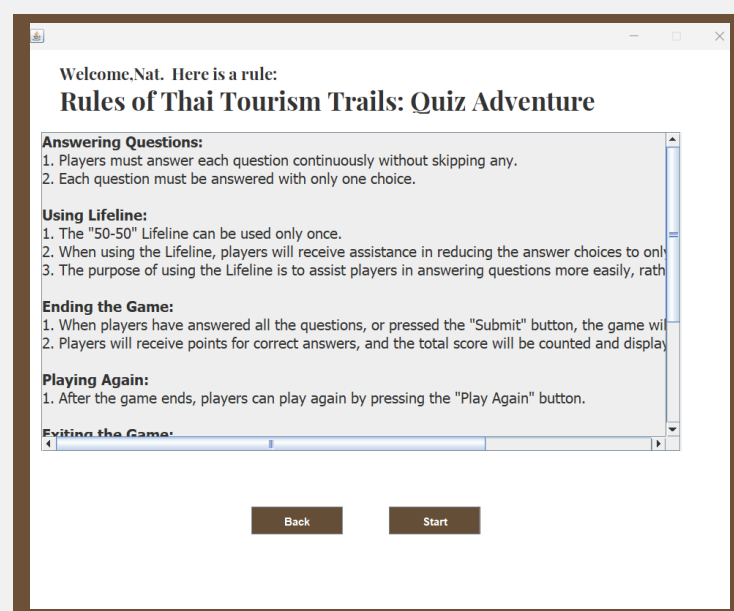 Welcome,Nat. Here is a rule:
Rules of Thai Tourism Trails: Quiz Adventure
Answering Questions:
1. Players must answer each question continuously without skipping any.
2. Each question must be answered with only one choice.
Using Lifeline:
1. The "50-50" Lifeline can be used only once.
2. When using the Lifeline, players will receive assistance in reducing the answer choices to only
3. The purpose of using the Lifeline is to assist players in answering questions more easily, rath
Ending the Game:
1. When players have answered all the questions, or pressed the "Submit" button, the game wil
2. Players will receive points for correct answers, and the total score will be counted and display
Playing Again:
1. After the game ends, players can play again by pressing the "Play Again" button.
Exiting the Game:
Back
Start